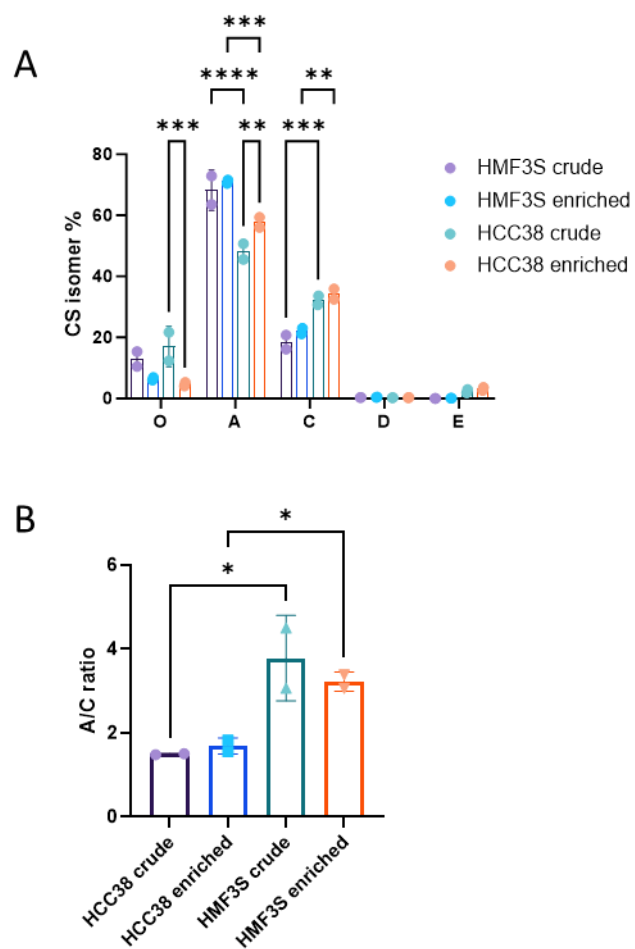 A
***
****
**
***
**
***
80
60
40
20
0
CS isomer %
O A C D E
HMF3S crude
HMF3S enriched
HCC38 crude
HCC38 enriched
B
*
*
6
4
2
0
A/C ratio
HCC38 crude
HCC38 enriched
HMF3S crude
HMF3S enriched